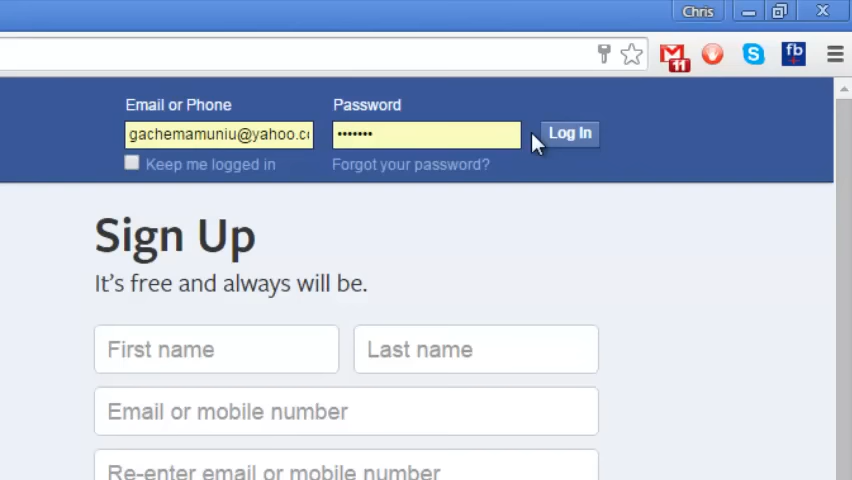 Chris
11
S
fb
+
Email or Phone
Password
gachemamuniu@yahoo.c
•••••••
Log In
Keep me logged in
Forgot your password?
Sign Up
It's free and always will be.
First name
Last name
Email or mobile number
Re-enter email or mobile number